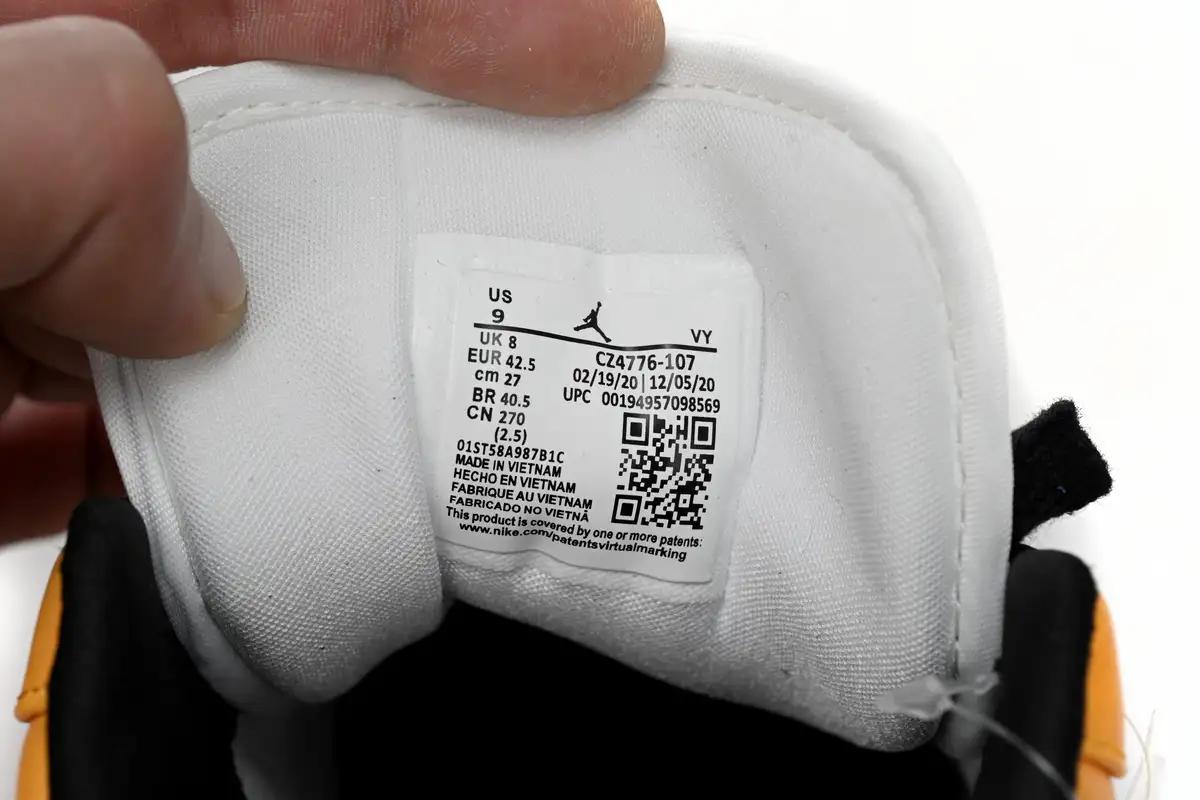 US
9
VY
UK 8
EUR 42.5
cm 27
BR 40.5
CN 270
(2.5)
CZ4776-107
02/19/20 | 12/05/20
UPC 00194957098569
01ST58A987B1C
MADE IN VIETNAM
HECHO EN VIETNAM
FABRIQUE AU VIETNAM
FABRICADO NO VIETNÃ
This product is covered by one or more patents:
www.nike.com/patentsvirtualmarking